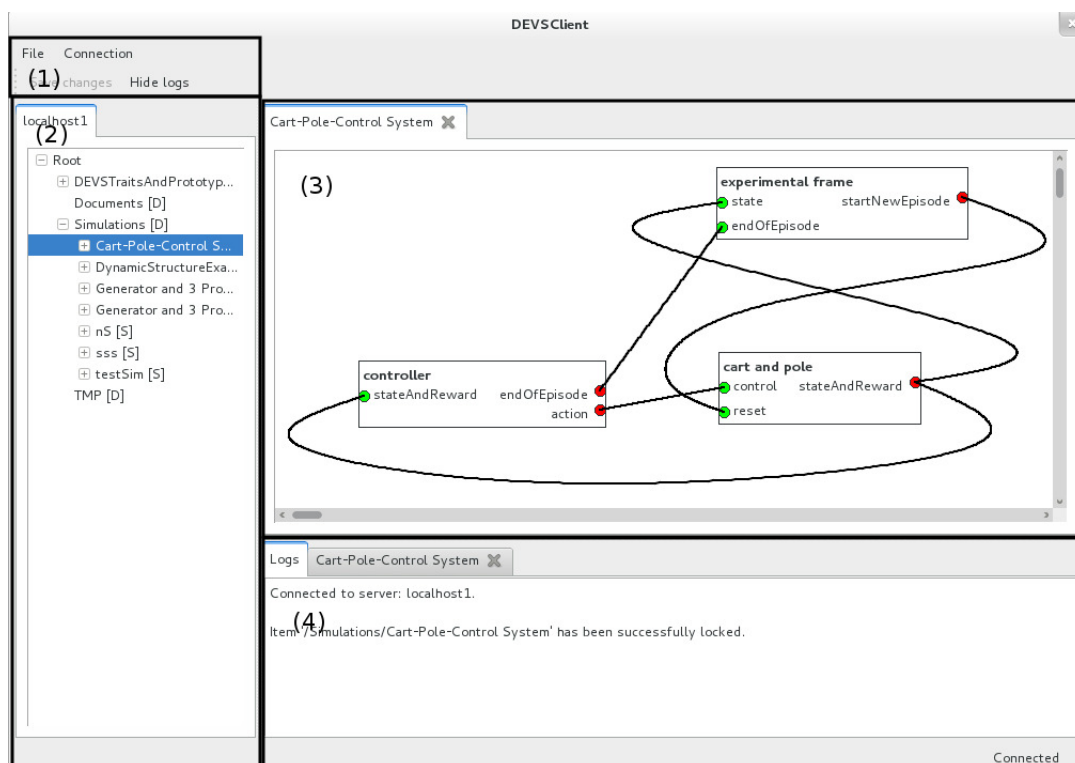 DEVSClient
File Connection
(1)
Save changes Hide logs
localhost1
(2)
Root
DEVSTraitsAndPrototyp...
Documents [D]
Simulations [D]
Cart-Pole-Control S...
DynamicStructureExa...
Generator and 3 Pro...
Generator and 3 Pro...
nS [S]
sss [S]
testSim [S]
TMP [D]
Cart-Pole-Control System
(3)
experimental frame
state startNewEpisode
endOfEpisode
controller
stateAndReward endOfEpisode
action
cart and pole
control stateAndReward
reset
Logs Cart-Pole-Control System
Connected to server: localhost1.
(4)
Item '/Simulations/Cart-Pole-Control System' has been successfully locked.
Connected